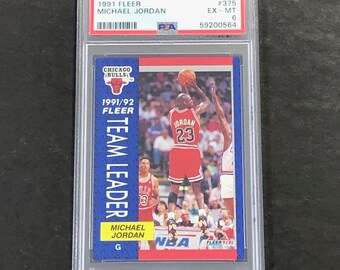 1991 FLEER #375
MICHAEL JORDAN EX - MT
PSA 6
59200564
CHICAGO
BULLS
1991/92
FLEER
TEAM LEADER
MICHAEL
JORDAN
G
JORDAN
23
NBA